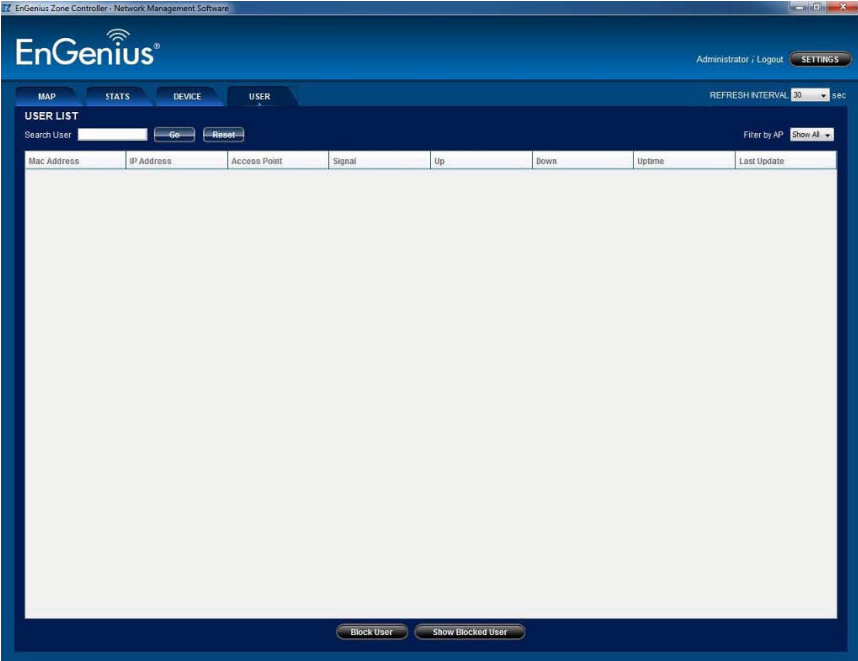 EZ EnGenius Zone Controller - Network Management Software
EnGenius®
Administrator / Logout SETTINGS
MAP STATS DEVICE USER REFRESH INTERVAL 30 sec
USER LIST
Search User Go Reset Filter by AP Show All
Mac Address IP Address Access Point Signal Up Down Uptime Last Update
Block User Show Blocked User